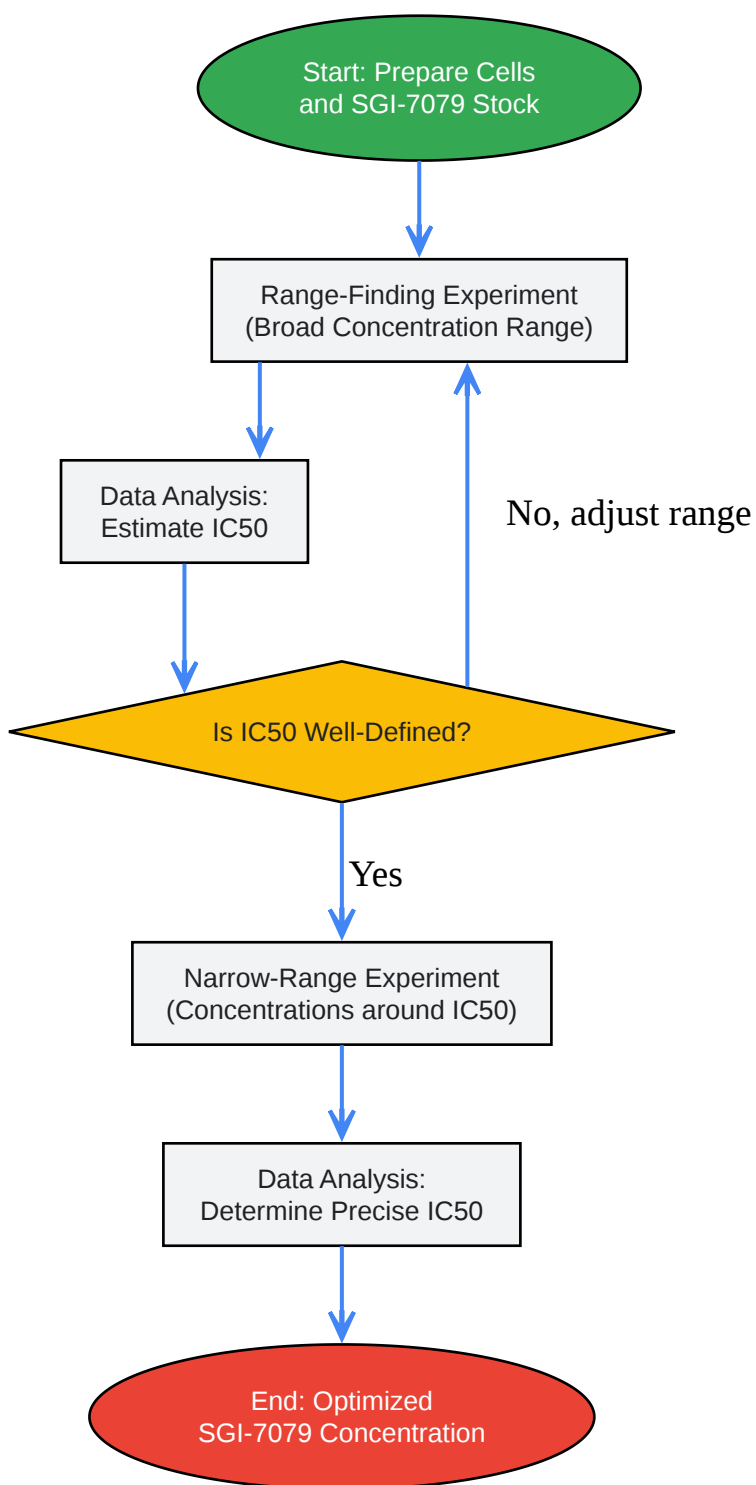 Start: Prepare Cells
and SGI-7079 Stock
Range-Finding Experiment
(Broad Concentration Range)
Data Analysis:
Estimate IC50
No, adjust range
Is IC50 Well-Defined?
Yes
Narrow-Range Experiment
(Concentrations around IC50)
Data Analysis:
Determine Precise IC50
End: Optimized
SGI-7079 Concentration